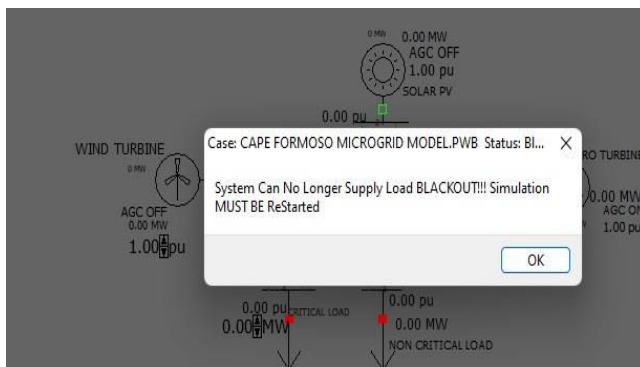 0 MW 0.00 MW
AGC OFF
1.00 pu
SOLAR PV
0.00 pu
WIND TURBINE
0 MW
AGC OFF
0.00 MW
1.00 pu
Case: CAPE FORMOSO MICROGRID MODEL.PWB Status: Bl... X
System Can No Longer Supply Load BLACKOUT!!! Simulation
MUST BE ReStarted
OK
RO TURBINE
0.00 MW
AGC ON
1.00 pu
0.00 pu
CRITICAL LOAD
0.00 MW
0.00 pu
0.00 MW
NON CRITICAL LOAD